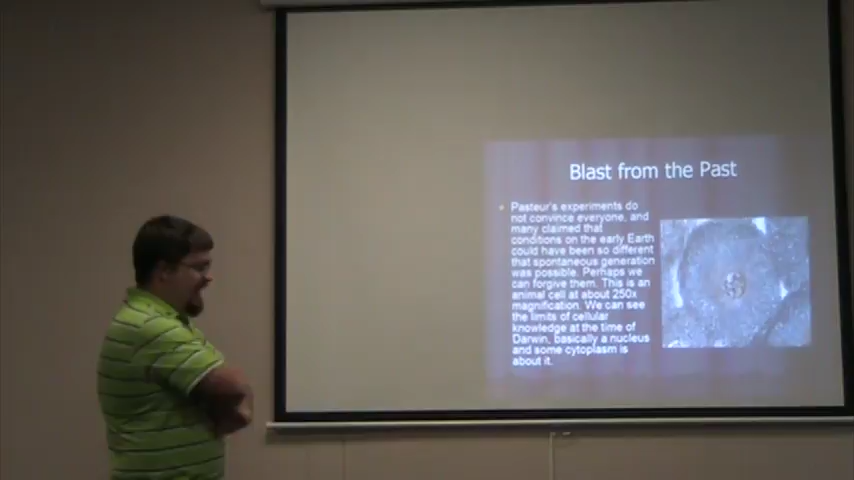 Blast from the Past
Pasteur's experiments do
not convince everyone, and
many claimed that
conditions on the early Earth
could have been so different
that spontaneous generation
was possible. Perhaps we
can forgive them. This is an
animal cell at about 250x
magnification. We can see
the limits of cellular
knowledge at the time of
Darwin, basically a nucleus
and some cytoplasm is
about it.